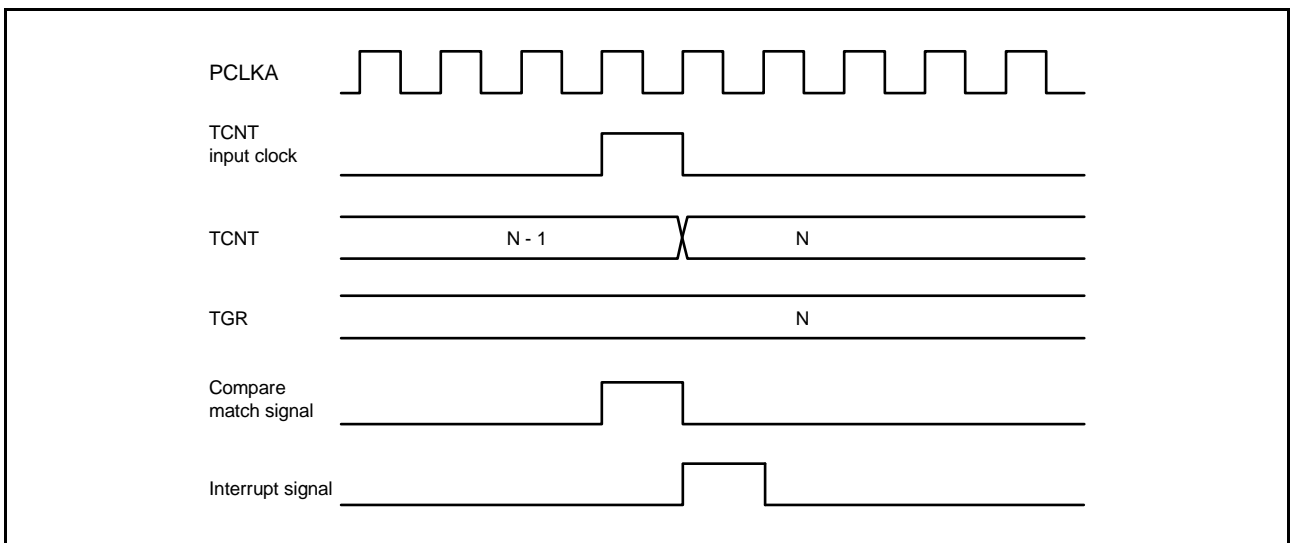 PCLKA
TCNT
input clock
TCNT
N - 1
N
TGR
N
Compare
match signal
Interrupt signal